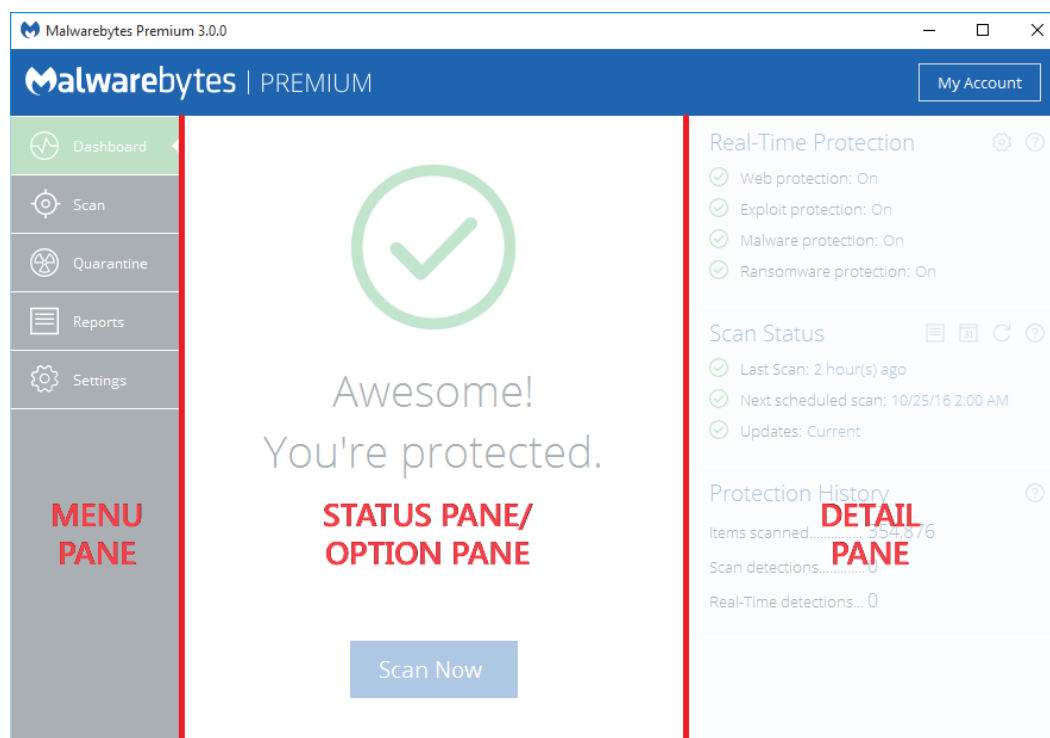 Malwarebytes Premium 3.0.0
Malwarebytes | PREMIUM
My Account
Dashboard
Scan
Quarantine
Reports
Settings
MENU
PANE
Awesome!
You're protected.
STATUS PANE/
OPTION PANE
Scan Now
Real-Time Protection
Web protection: On
Exploit protection: On
Malware protection: On
Ransomware protection: On
Scan Status
31
Last Scan: 2 hour(s) ago
Next scheduled scan: 10/25/16 2:00 AM
Updates: Current
Protection History
DETAIL
PANE
Items scanned.............. 354,876
Scan detections............. 0
Real-Time detections... 0